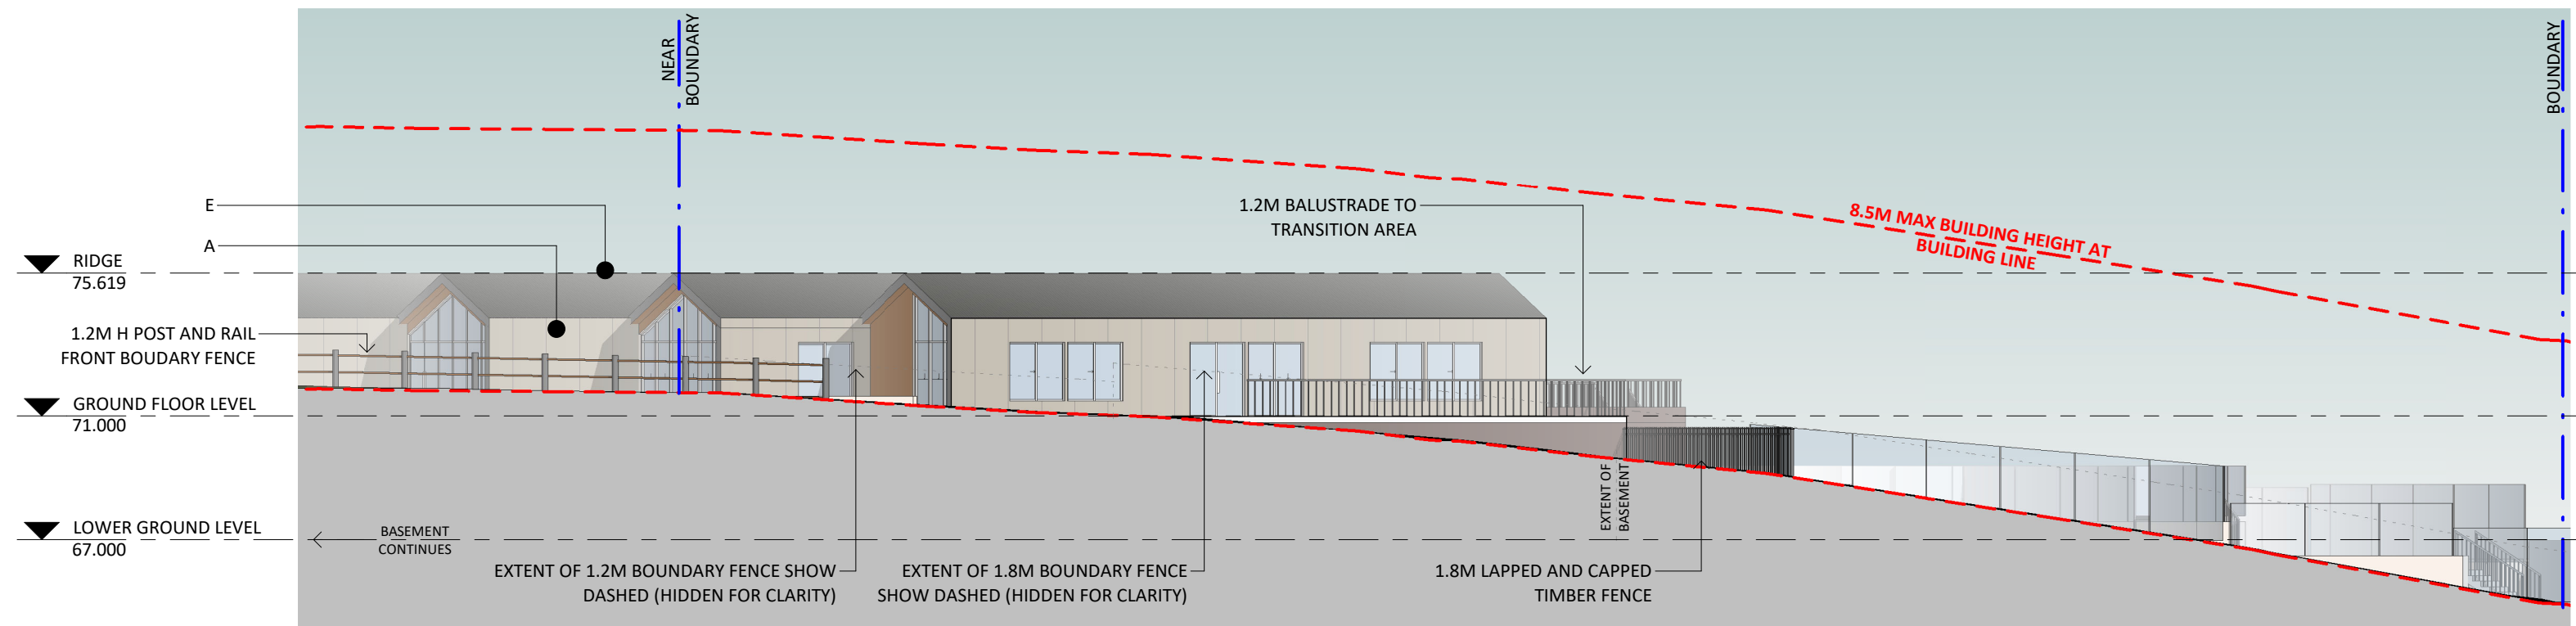 NEAR
BOUNDARY
BOUNDARY
E
A
1.2M BALUSTRADE TO
TRANSITION AREA
8.5M MAX BUILDING HEIGHT AT
BUILDING LINE
RIDGE
75.619
1.2M H POST AND RAIL
FRONT BOUDARY FENCE
GROUND FLOOR LEVEL
71.000
EXTENT OF
BASEMENT
LOWER GROUND LEVEL
67.000
BASEMENT
CONTINUES
EXTENT OF 1.2M BOUNDARY FENCE SHOW
DASHED (HIDDEN FOR CLARITY)
EXTENT OF 1.8M BOUNDARY FENCE
SHOW DASHED (HIDDEN FOR CLARITY)
1.8M LAPPED AND CAPPED
TIMBER FENCE